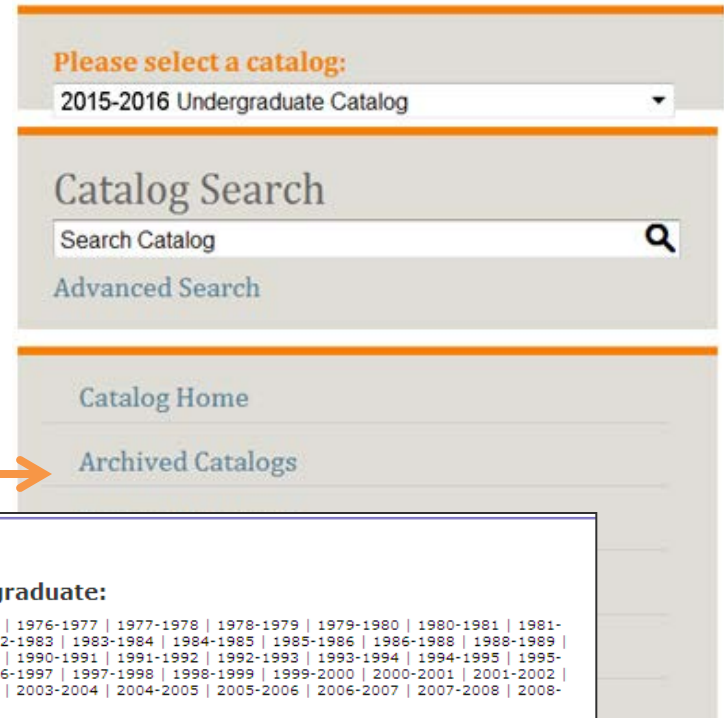 Please select a catalog:
2015-2016 Undergraduate Catalog
Catalog Search
Search Catalog
Advanced Search
Catalog Home
Archived Catalogs
graduate:
| 1976-1977 | 1977-1978 | 1978-1979 | 1979-1980 | 1980-1981 | 1981-
2-1983 | 1983-1984 | 1984-1985 | 1985-1986 | 1986-1988 | 1988-1989 |
| 1990-1991 | 1991-1992 | 1992-1993 | 1993-1994 | 1994-1995 | 1995-
6-1997 | 1997-1998 | 1998-1999 | 1999-2000 | 2000-2001 | 2001-2002 |
| 2003-2004 | 2004-2005 | 2005-2006 | 2006-2007 | 2007-2008 | 2008-